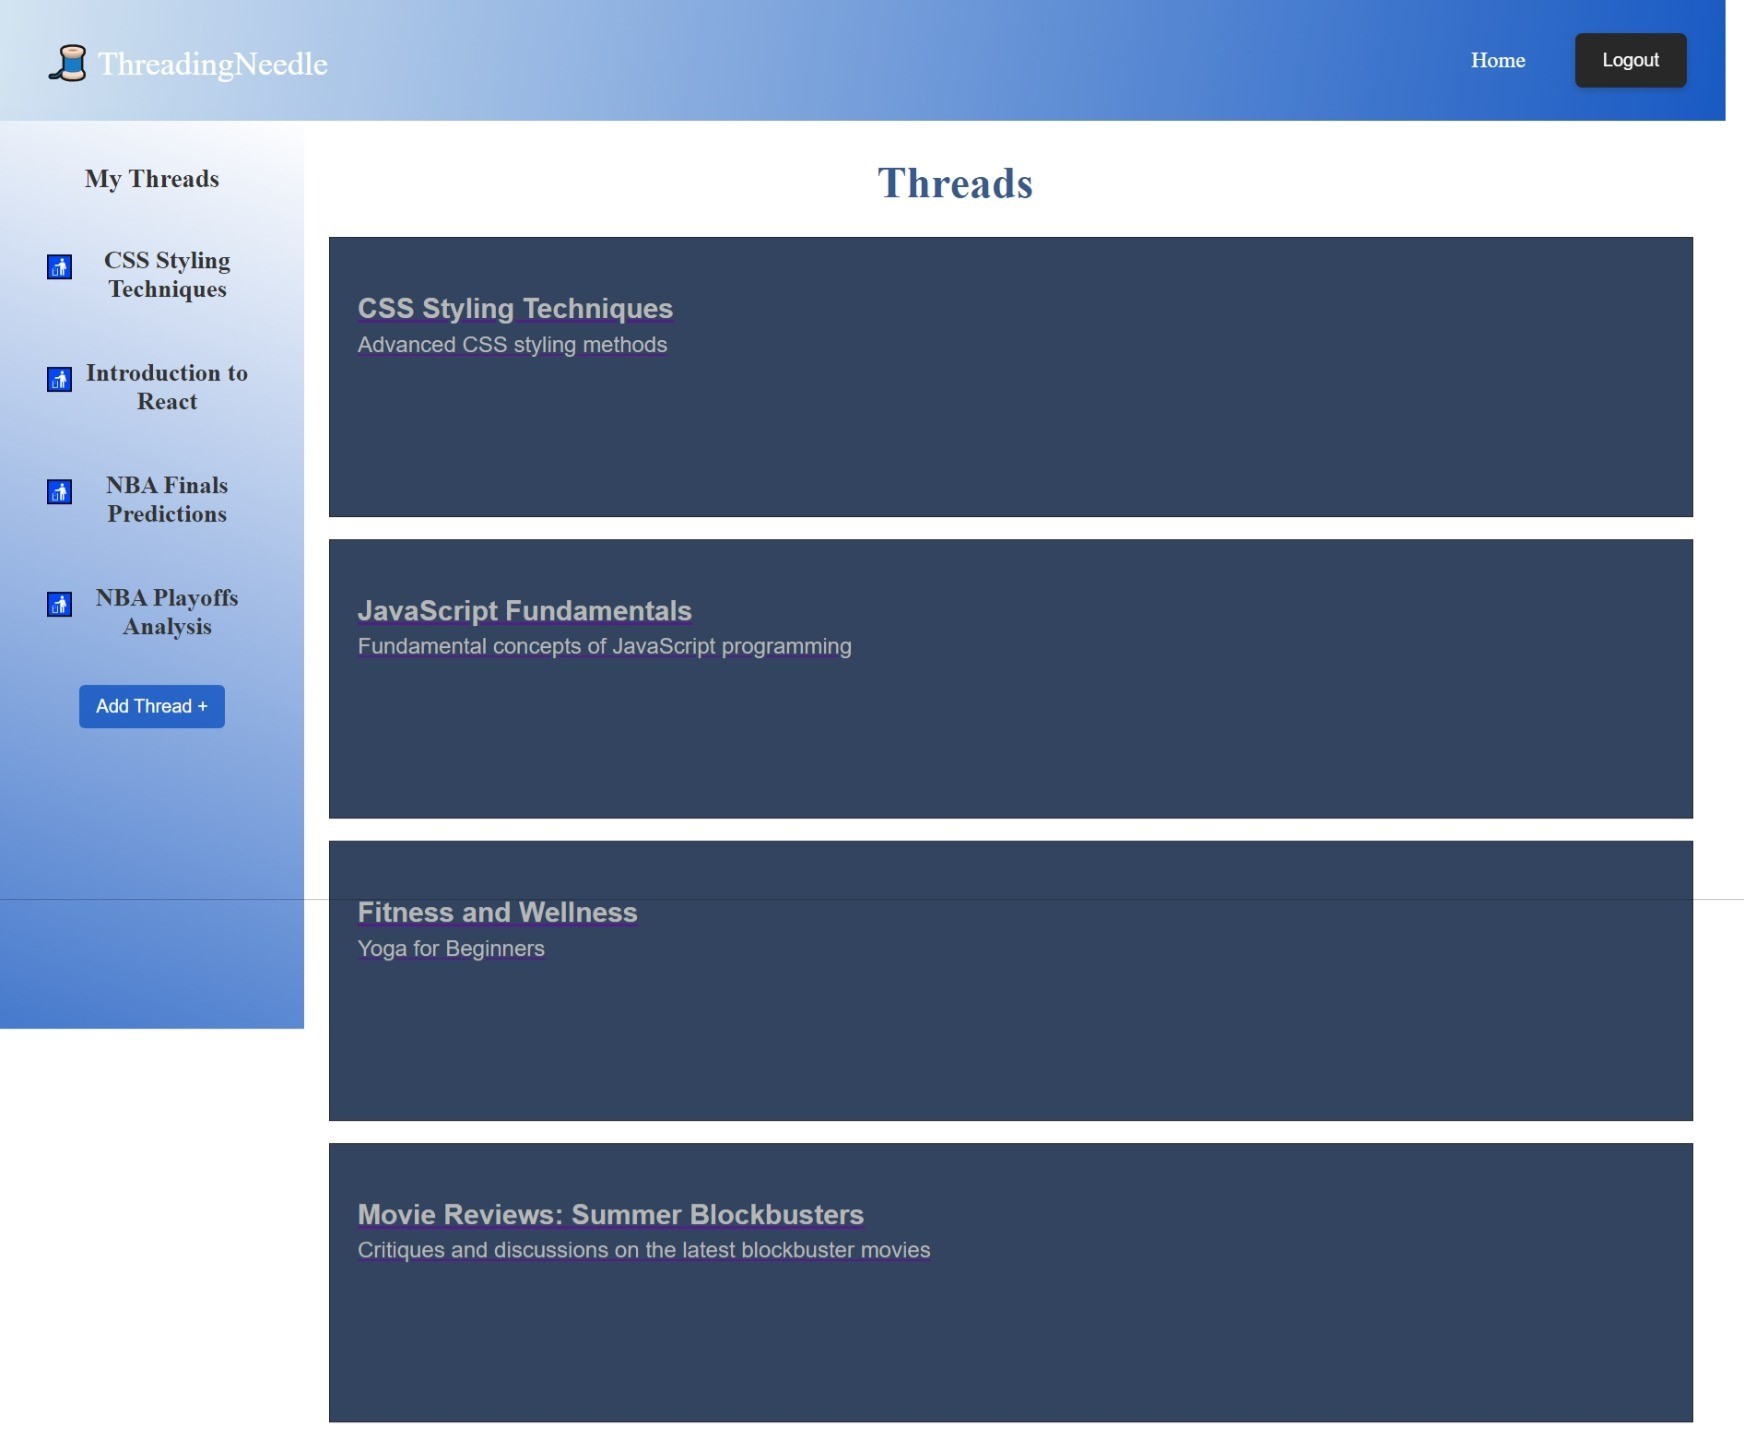 ThreadingNeedle
Home
Logout
My Threads
CSS Styling
Techniques
Introduction to
React
NBA Finals
Predictions
NBA Playoffs
Analysis
Add Thread +
Threads
CSS Styling Techniques
Advanced CSS styling methods
JavaScript Fundamentals
Fundamental concepts of JavaScript programming
Fitness and Wellness
Yoga for Beginners
Movie Reviews: Summer Blockbusters
Critiques and discussions on the latest blockbuster movies